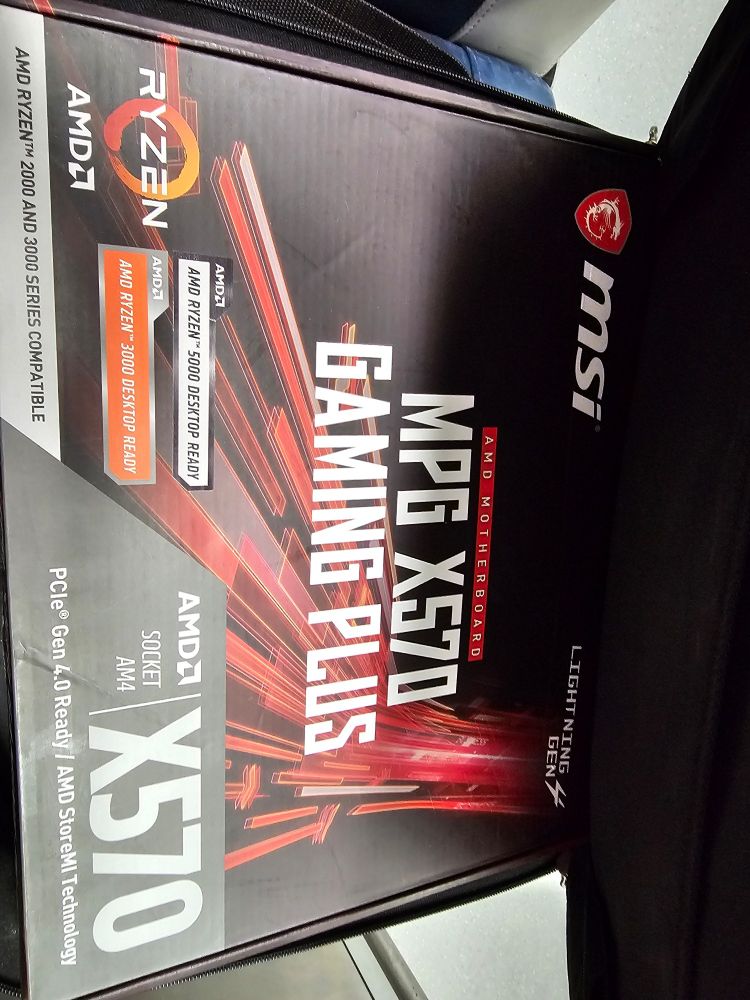 msi
LIGHTNING
GEN4
AMD MOTHERBOARD
MPG X570
GAMING PLUS
RYZEN
AMD
AMD
AMD RYZEN™ 5000 DESKTOP READY
AMD
AMD RYZEN™ 3000 DESKTOP READY
AMD RYZEN™ 2000 AND 3000 SERIES COMPATIBLE
AMD
SOCKET
AM4
X570
PCIe® Gen 4.0 Ready / AMD StoreMI Technology